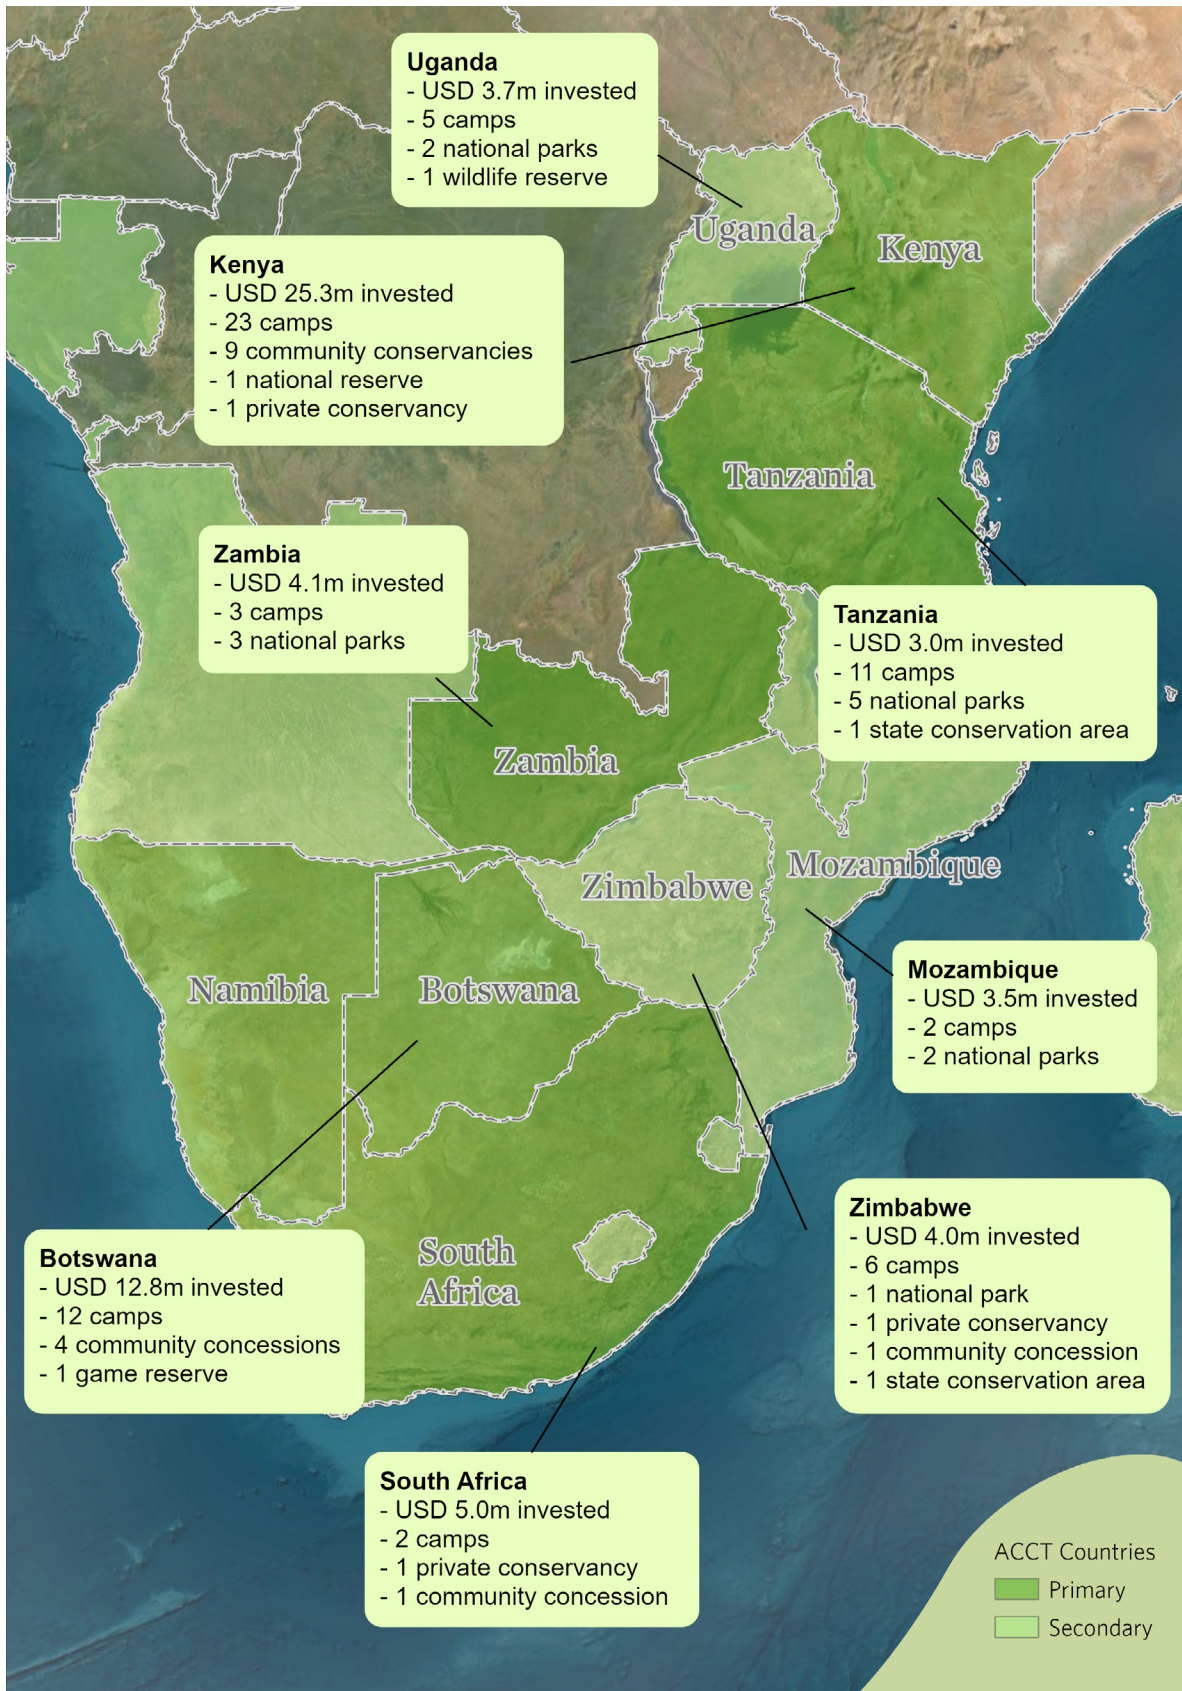 Uganda
- USD 3.7m invested
- 5 camps
- 2 national parks
- 1 wildlife reserve
Uganda
Kenya
Kenya
- USD 25.3m invested
- 23 camps
- 9 community conservancies
- 1 national reserve
- 1 private conservancy
Tanzania
Zambia
- USD 4.1m invested
- 3 camps
- 3 national parks
Tanzania
- USD 3.0m invested
- 11 camps
- 5 national parks
- 1 state conservation area
Zambia
Mozambique
Zimbabwe
Namibia
Botswana
Mozambique
- USD 3.5m invested
- 2 camps
- 2 national parks
Zimbabwe
- USD 4.0m invested
- 6 camps
- 1 national park
- 1 private conservancy
- 1 community concession
- 1 state conservation area
South
Africa
Botswana
- USD 12.8m invested
- 12 camps
- 4 community concessions
- 1 game reserve
South Africa
- USD 5.0m invested
- 2 camps
- 1 private conservancy
- 1 community concession
ACCT Countries
Primary
Secondary